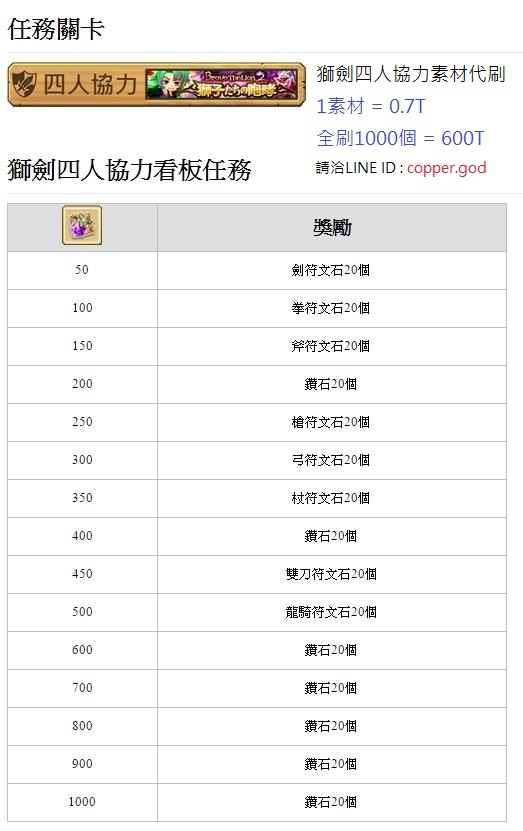 任務關卡
四人協力
Brave The Lion 2
獅子たちの咆哮
獅劍四人協力素材代刷
1素材 = 0.7T
全刷1000個 = 600T
請洽LINE ID : copper.god
獅劍四人協力看板任務
獎勵
50 劍符文石20個
100 拳符文石20個
150 斧符文石20個
200 鑽石20個
250 槍符文石20個
300 弓符文石20個
350 杖符文石20個
400 鑽石20個
450 雙刀符文石20個
500 龍騎符文石20個
600 鑽石20個
700 鑽石20個
800 鑽石20個
900 鑽石20個
1000 鑽石20個